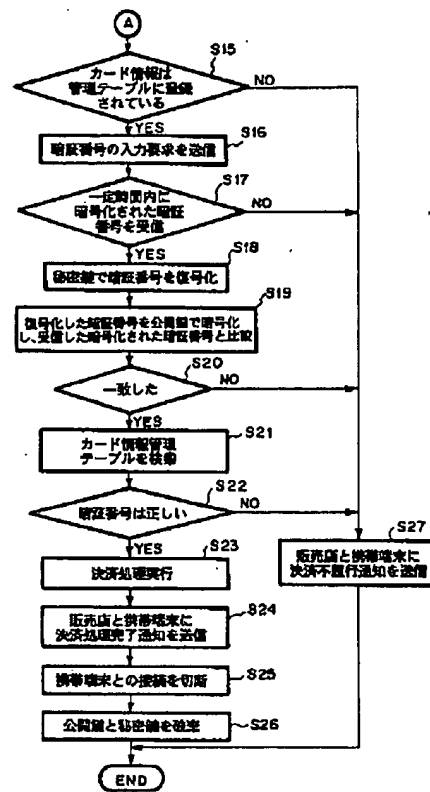 A
S15
カード情報は
管理テーブルに登録
されている
NO
YES
S16
暗証番号の入力要求を送信
S17
一定時間内に
暗号化された暗証
番号を受信
NO
YES
S18
秘密鍵で暗証番号を復号化
S19
復号化した暗証番号を公開鍵で暗号化
し、受信した暗号化された暗証番号と比較
S20
一致した
NO
YES
S21
カード情報管理
テーブルを検索
S22
暗証番号は正しい
NO
YES
S23
決済処理実行
S27
販売店と携帯端末に
決済不履行通知を送信
S24
販売店と携帯端末に
決済処理完了通知を送信
S25
携帯端末との接続を切断
S26
公開鍵と秘密鍵を破棄
END